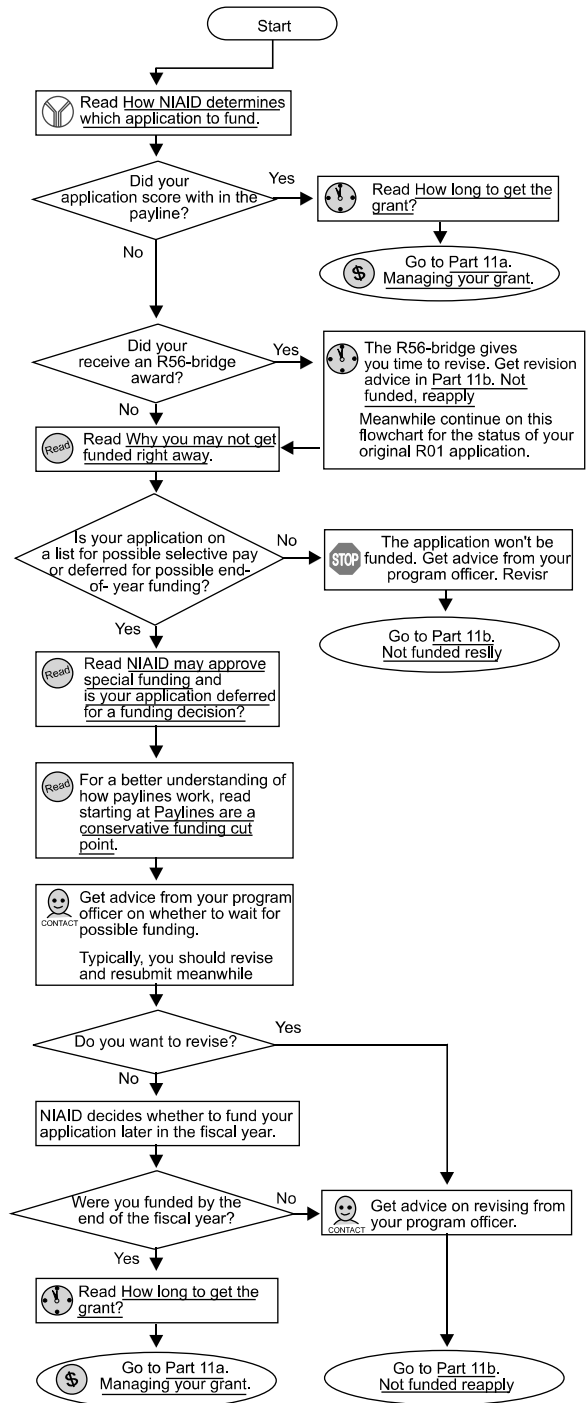 Start
Read How NIAID determines
which application to fund.
Did your
application score with in the
payline?
Yes
Read How long to get the
grant?
$
Go to Part 11a.
Managing your grant.
No
Did your
receive an R56-bridge
award?
Yes
The R56-bridge gives
you time to revise. Get revision
advice in Part 11b. Not
funded, reapply
Meanwhile continue on this
flowchart for the status of your
original R01 application.
No
Read
Read Why you may not get
funded right away.
Is your application on
a list for possible selective pay
or deferred for possible end-
of- year funding?
No
STOP
The application won't be
funded. Get advice from your
program officer. Revisr
Go to Part 11b.
Not funded reslly
Yes
Read
Read NIAID may approve
special funding and
is your application deferred
for a funding decision?
Read
For a better understanding of
how paylines work, read
starting at Paylines are a
conservative funding cut
point.
CONTACT
Get advice from your program
officer on whether to wait for
possible funding.
Typically, you should revise
and resubmit meanwhile
Do you want to revise?
Yes
No
NIAID decides whether to fund your
application later in the fiscal year.
Were you funded by the
end of the fiscal year?
No
CONTACT
Get advice on revising from
your program officer.
Yes
Read How long to get the
grant?
$
Go to Part 11a.
Managing your grant.
Go to Part 11b.
Not funded reapply